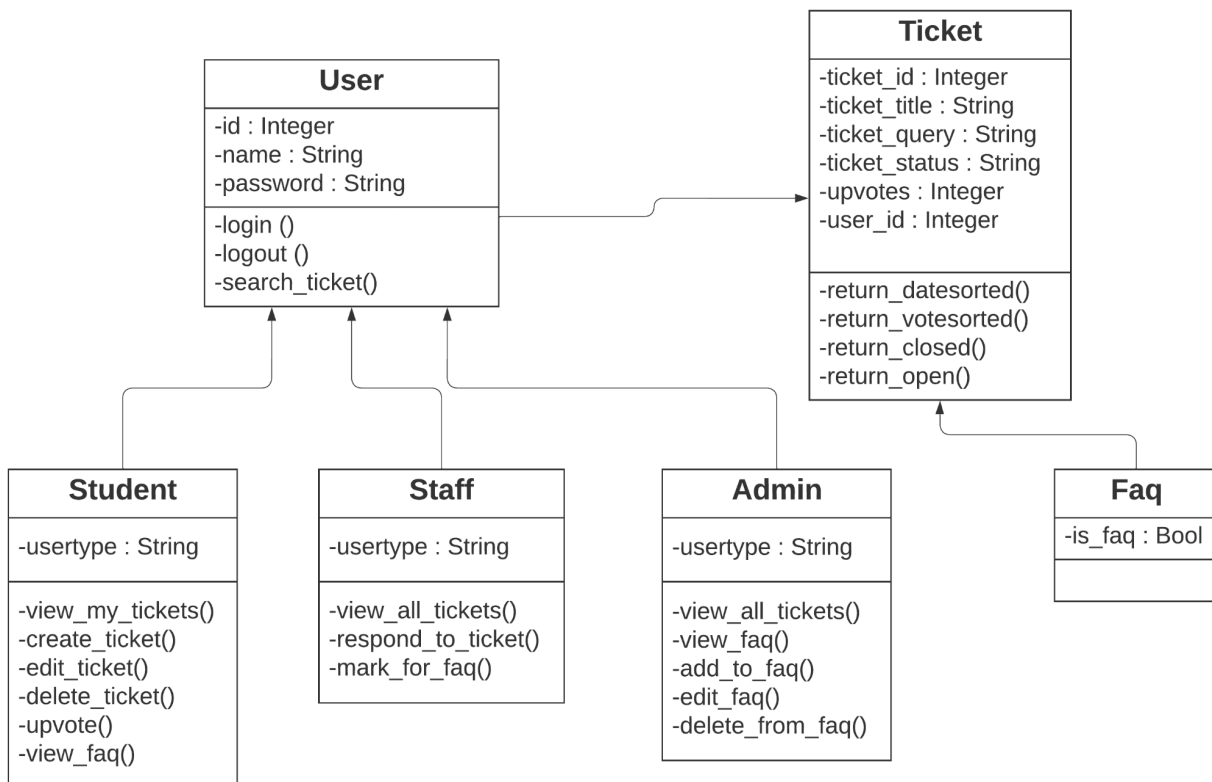 User
-id : Integer
-name : String
-password : String
-login ()
-logout ()
-search_ticket()
Ticket
-ticket_id : Integer
-ticket_title : String
-ticket_query : String
-ticket_status : String
-upvotes : Integer
-user_id : Integer
-return_datesorted()
-return_votesorted()
-return_closed()
-return_open()
Student
-usertype : String
-view_my_tickets()
-create_ticket()
-edit_ticket()
-delete_ticket()
-upvote()
-view_faq()
Staff
-usertype : String
-view_all_tickets()
-respond_to_ticket()
-mark_for_faq()
Admin
-usertype : String
-view_all_tickets()
-view_faq()
-add_to_faq()
-edit_faq()
-delete_from_faq()
Faq
-is_faq : Bool